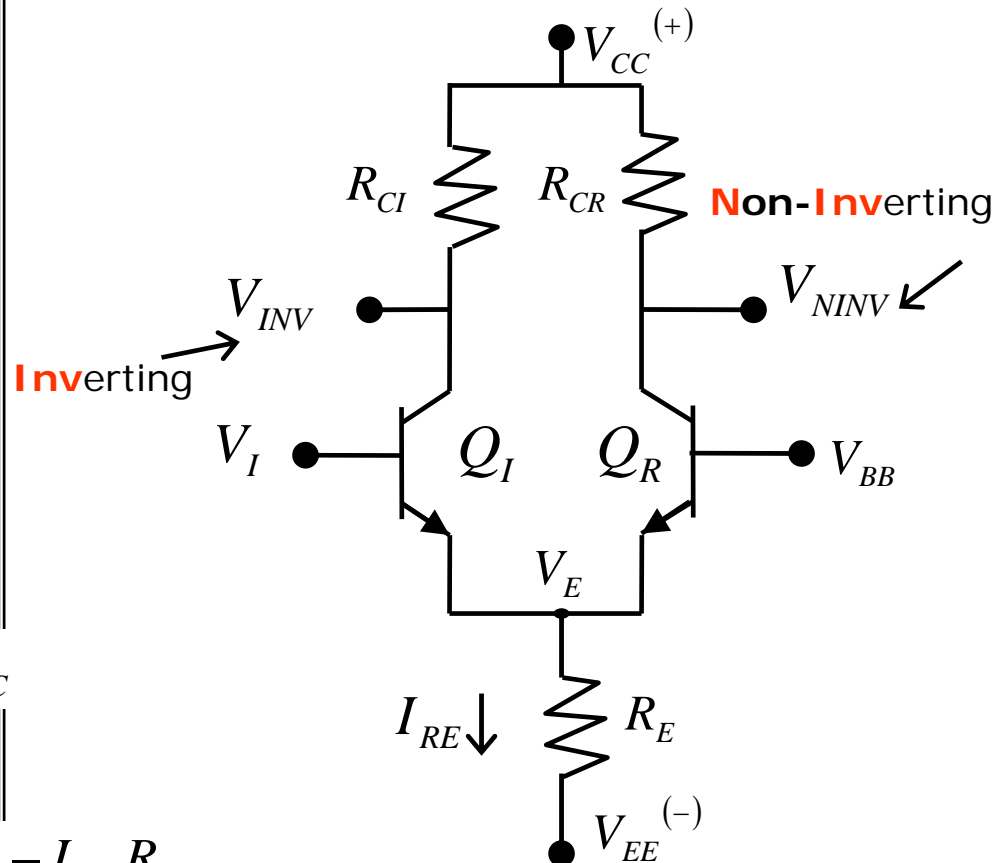 V_CC (+)
R_CI
R_CR
Non-Inverting
V_INV
V_NINV
Inverting
V_I
Q_I
Q_R
V_BB
V_E
C
I_RE
R_E
V_EE (−)